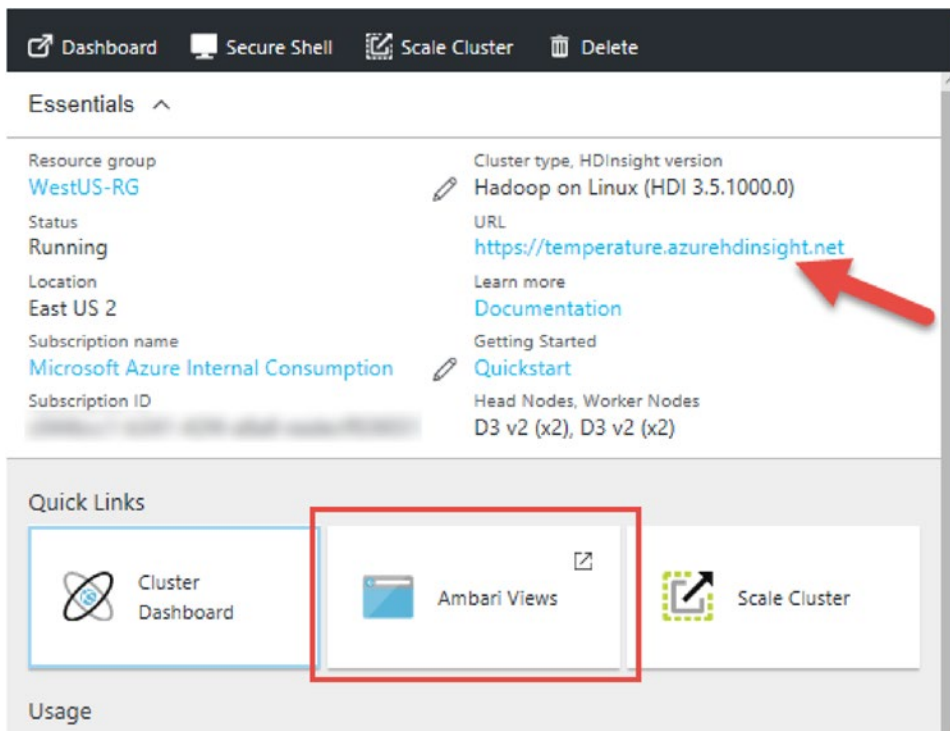 Dashboard Secure Shell Scale Cluster Delete
Essentials
Resource group
WestUS-RG
Status
Running
Location
East US 2
Subscription name
Microsoft Azure Internal Consumption
Subscription ID
Cluster type, HDInsight version
Hadoop on Linux (HDI 3.5.1000.0)
URL
https://temperature.azurehdinsight.net
Learn more
Documentation
Getting Started
Quickstart
Head Nodes, Worker Nodes
D3 v2 (x2), D3 v2 (x2)
Quick Links
Cluster
Dashboard
Ambari Views
Scale Cluster
Usage